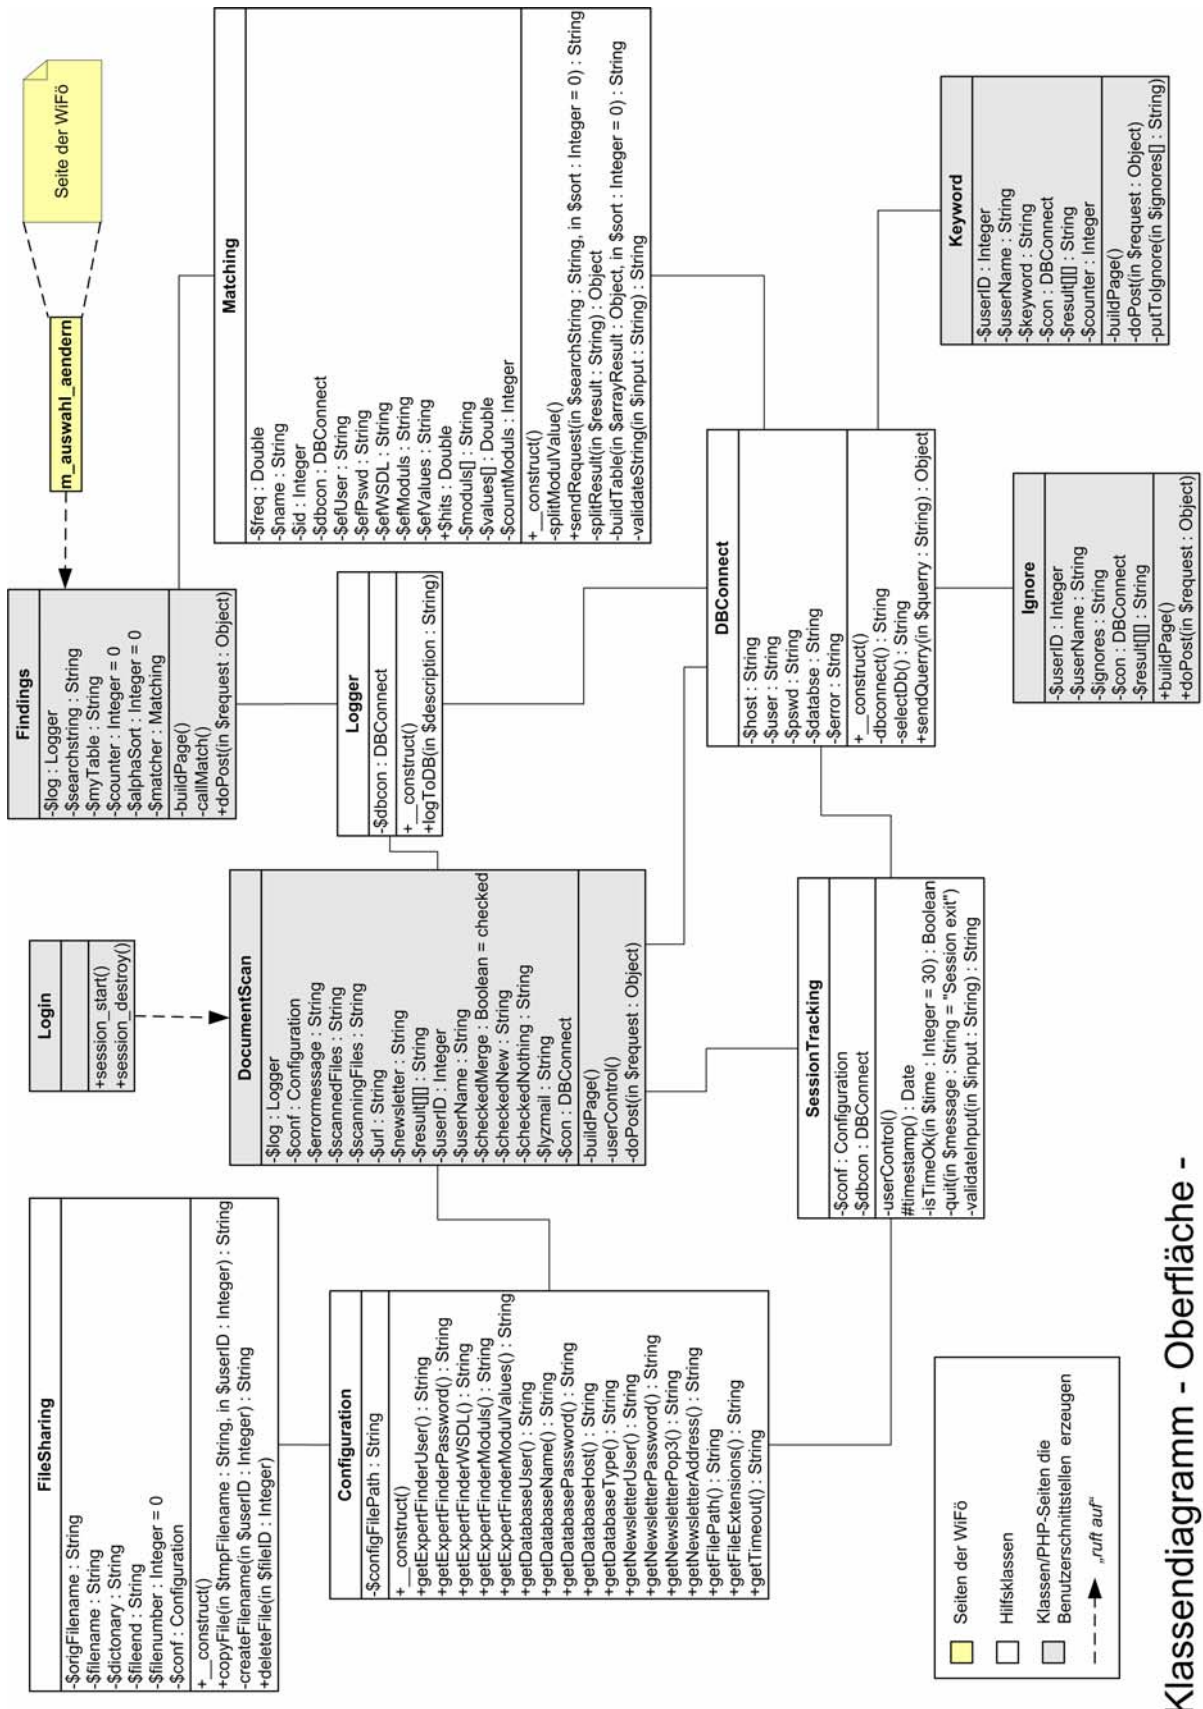 FileSharing
-$origFilename : String
-$filename : String
-$dictonary : String
-$fileend : String
-$filenumber : Integer = 0
-$conf : Configuration
+__construct()
+copyFile(in $tmpFilename : String, in $userID : Integer) : String
-createFilename(in $userID : Integer) : String
+deleteFile(in $fileID : Integer)
Login
+session_start()
+session_destroy()
Findings
-$log : Logger
-$searchstring : String
-$myTable : String
-$counter : Integer = 0
-$alphaSort : Integer = 0
-$matcher : Matching
-buildPage()
-callMatch()
+doPost(in $request : Object)
m_auswahl_aendern
Seite der WiFö
DocumentScan
-$log : Logger
-$conf : Configuration
-$errormessage : String
-$scannedFiles : String
-$scanningFiles : String
-$url : String
-$newsletter : String
-$result[][] : String
-$userID : Integer
-$userName : String
-$checkedMerge : Boolean = checked
-$checkedNew : String
-$checkedNothing : String
-$lyzmail : String
-$con : DBConnect
-buildPage()
-userControl()
-doPost(in $request : Object)
Matching
-$freq : Double
-$name : String
-$id : Integer
-$dbcon : DBConnect
-$efUser : String
-$efPswd : String
-$efWSDL : String
-$efModuls : String
-$efValues : String
+$hits : Double
-$moduls[] : String
-$values[] : Double
-$countModuls : Integer
+__construct()
-splitModulValue()
+sendRequest(in $searchString : String, in $sort : Integer = 0) : String
-splitResult(in $result : String) : Object
-buildTable(in $arrayResult : Object, in $sort : Integer = 0) : String
-validateString(in $input : String) : String
Configuration
-$configFilePath : String
+__construct()
+getExpertFinderUser() : String
+getExpertFinderPassword() : String
+getExpertFinderWSDL() : String
+getExpertFinderModuls() : String
+getExpertFinderModulValues() : String
+getDatabaseUser() : String
+getDatabaseName() : String
+getDatabasePassword() : String
+getDatabaseHost() : String
+getDatabaseType() : String
+getNewsletterUser() : String
+getNewsletterPassword() : String
+getNewsletterPop3() : String
+getNewsletterAddress() : String
+getFilePath() : String
+getFileExtensions() : String
+getTimeout() : String
Logger
-$dbcon : DBConnect
+__construct()
+logToDB(in $description : String)
DBConnect
-$host : String
-$user : String
-$pswd : String
-$databse : String
-$error : String
+__construct()
-dbconnect() : String
-selectDb() : String
+sendQuerry(in $querry : String) : Object
SessionTracking
-$conf : Configuration
-$dbcon : DBConnect
-userControl()
#timestamp() : Date
-isTimeOk(in $time : Integer = 30) : Boolean
-quit(in $message : String = "Session exit")
-validateInput(in $input : String) : String
Keyword
-$userID : Integer
-$userName : String
-$keyword : String
-$con : DBConnect
-$result[][] : String
-$counter : Integer
-buildPage()
-doPost(in $request : Object)
-putToIgnore(in $ignores[] : String)
Ignore
-$userID : Integer
-$userName : String
-$ignores : String
-$con : DBConnect
-$result[][] : String
+buildPage()
+doPost(in $request : Object)
Seiten der WiFö
Hilfsklassen
Klassen/PHP-Seiten die
Benutzerschnittstellen erzeugen
„ruft auf“
Klassendiagramm - Oberfläche -